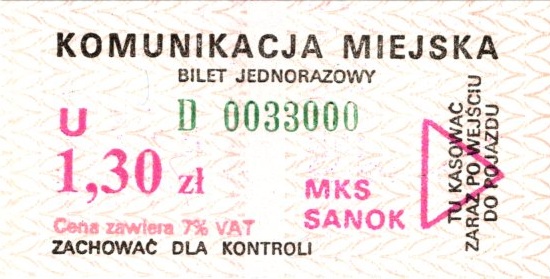 KOMUNIKACJA MIEJSKA
BILET JEDNORAZOWY
D 0033000
U
1,30 zł
MKS
SANOK
Cena zawiera 7% VAT
ZACHOWAĆ DLA KONTROLI
TU KASOWAĆ
ZARAZ PO WEJŚCIU
DO POJAZDU